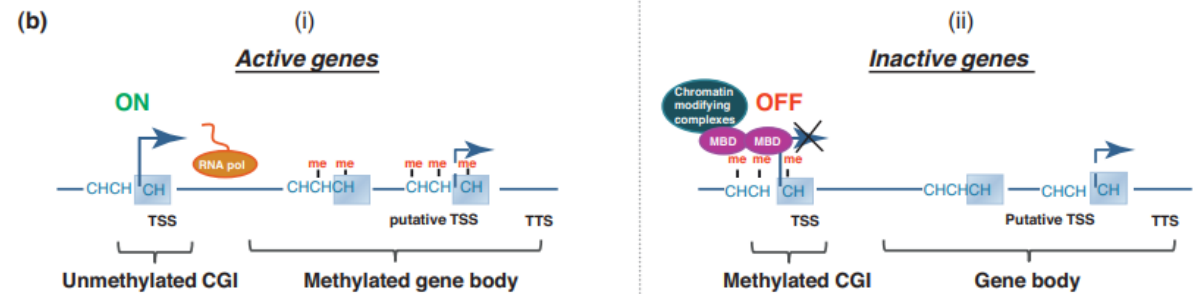 (b)
(i)
Active genes
ON
RNA pol
me me me me me
CHCH CH CHCHCH CHCH CH
TSS putative TSS TTS
Unmethylated CGI Methylated gene body
(ii)
Inactive genes
Chromatin
modifying
complexes
OFF
MBD MBD
me me me
CHCH CH CHCHCH CHCH CH
TSS Putative TSS TTS
Methylated CGI Gene body